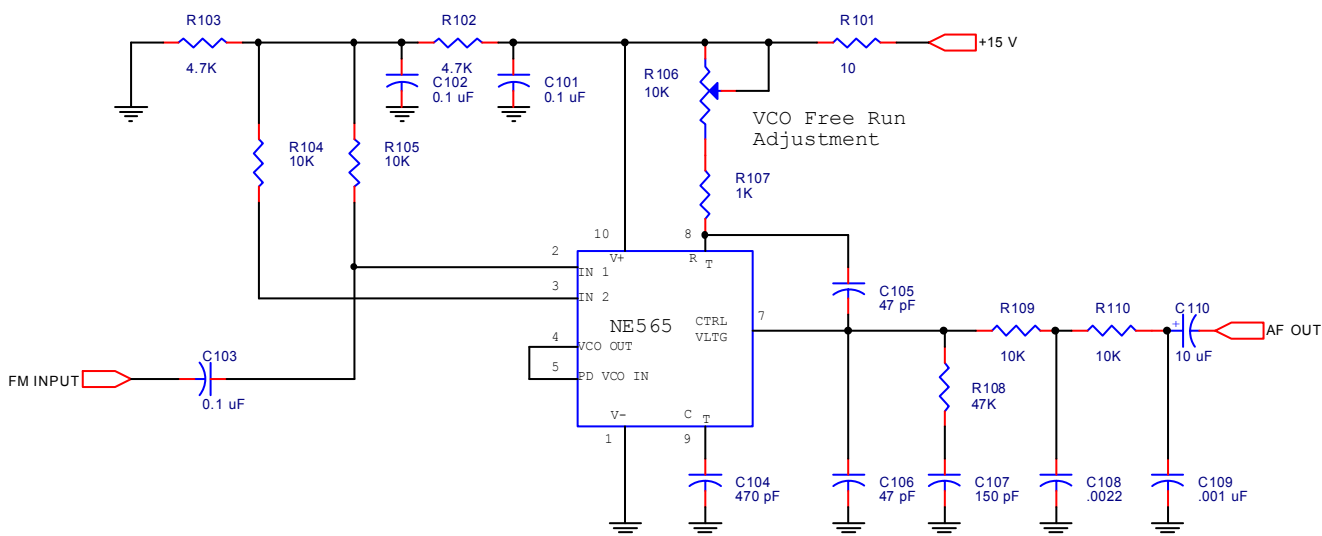 R103
4.7K
R102
4.7K
R101
10
+15 V
C102
0.1 uF
C101
0.1 uF
R106
10K
VCO Free Run
Adjustment
R104
10K
R105
10K
R107
1K
10
8
2
V+
R T
IN 1
3
IN 2
C105
47 pF
NE565
CTRL
VLTG
7
R109
10K
R110
10K
C110
+
10 uF
AF OUT
4
VCO OUT
5
PD VCO IN
FM INPUT
C103
0.1 uF
R108
47K
V-
C T
1
9
C104
470 pF
C106
47 pF
C107
150 pF
C108
.0022
C109
.001 uF